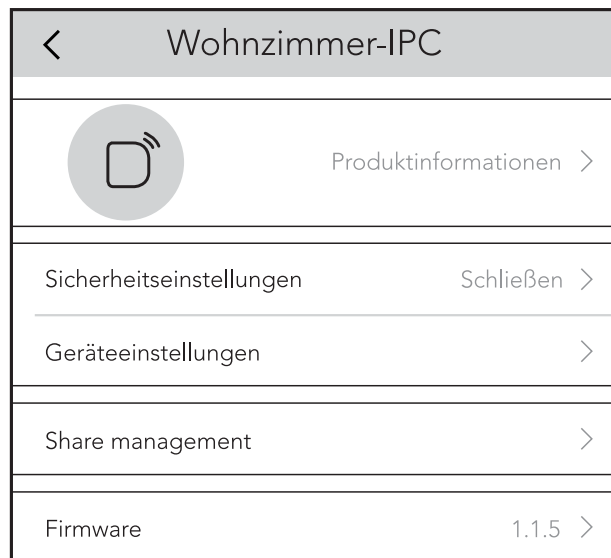 Wohnzimmer-IPC
Produktinformationen
Sicherheitseinstellungen Schließen
Geräteeinstellungen
Share management
Firmware 1.1.5